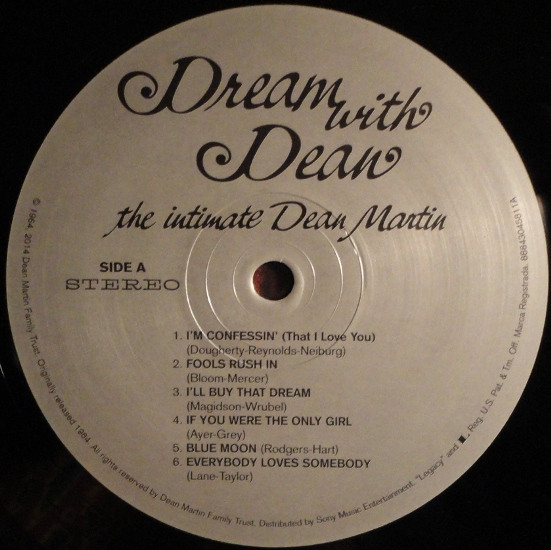 Dream with
Dean
the intimate Dean Martin
SIDE A
STEREO
1. I'M CONFESSIN' (That I Love You)
(Dougherty-Reynolds-Neiburg)
2. FOOLS RUSH IN
(Bloom-Mercer)
3. I'LL BUY THAT DREAM
(Magidson-Wrubel)
4. IF YOU WERE THE ONLY GIRL
(Ayer-Grey)
5. BLUE MOON (Rodgers-Hart)
6. EVERYBODY LOVES SOMEBODY
(Lane-Taylor)
℗ 1964, 2014 Dean Martin Family Trust. Originally released 1964. All rights reserved by Dean Martin Family Trust. Distributed by Sony Music Entertainment. "Legacy" and Reg. U.S. Pat. & Tm. Off. Marca Registrada. 88843045811A